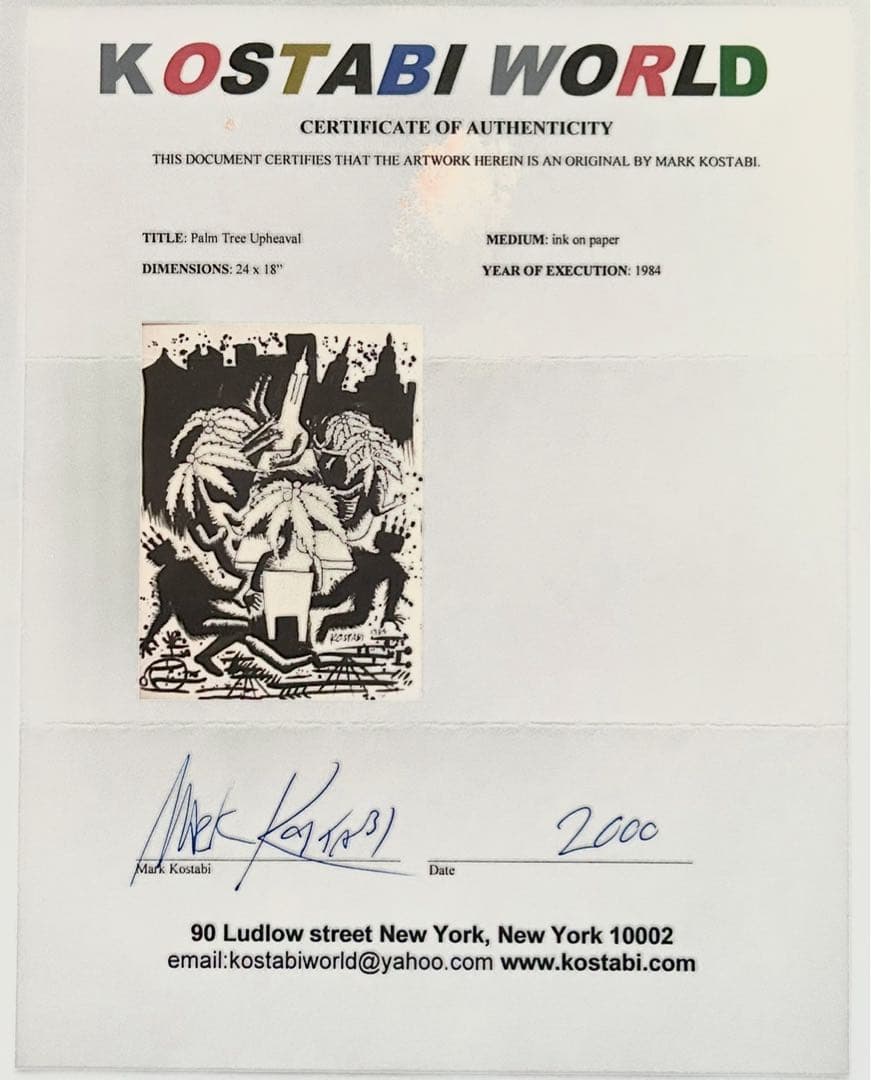 KOSTABI WORLD
CERTIFICATE OF AUTHENTICITY
THIS DOCUMENT CERTIFIES THAT THE ARTWORK HEREIN IS AN ORIGINAL BY MARK KOSTABI.
TITLE: Palm Tree Upheaval
MEDIUM: ink on paper
DIMENSIONS: 24 x 18"
YEAR OF EXECUTION: 1984
KOSTABI 1984
Mark Kostabi
2000
Mark Kostabi
Date
90 Ludlow street New York, New York 10002
email:kostabiworld@yahoo.com www.kostabi.com